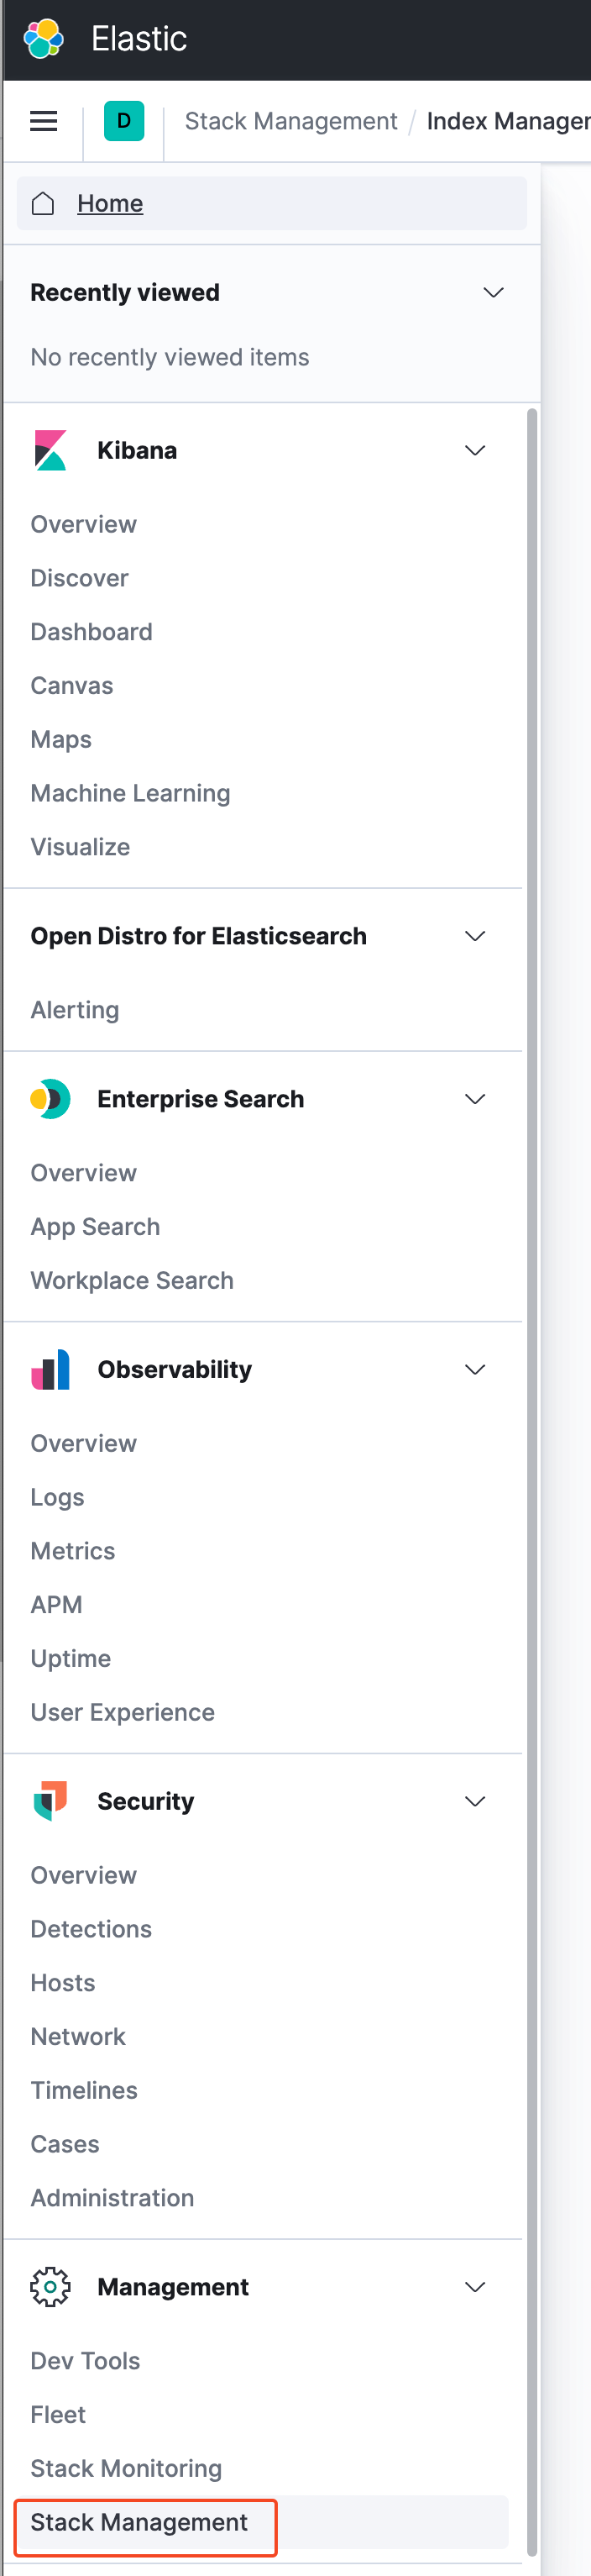 Elastic
D Stack Management / Index Manager
Home
Recently viewed
No recently viewed items
Kibana
Overview
Discover
Dashboard
Canvas
Maps
Machine Learning
Visualize
Open Distro for Elasticsearch
Alerting
Enterprise Search
Overview
App Search
Workplace Search
Observability
Overview
Logs
Metrics
APM
Uptime
User Experience
Security
Overview
Detections
Hosts
Network
Timelines
Cases
Administration
Management
Dev Tools
Fleet
Stack Monitoring
Stack Management